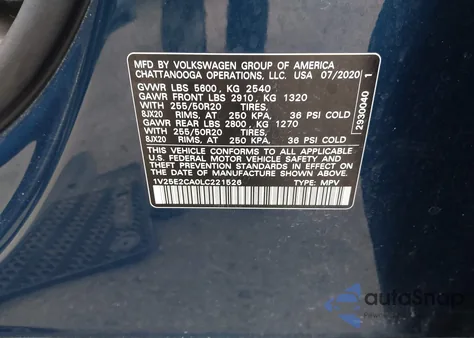 MFD BY VOLKSWAGEN GROUP OF AMERICA
CHATTANOOGA OPERATIONS, LLC. USA 07/2020
GVWR LBS 5600, KG 2540
GAWR FRONT LBS 2910, KG 1320
WITH 255/50R20 TIRES,
8JX20 RIMS, AT 250 KPA, 36 PSI COLD
GAWR REAR LBS 2800, KG 1270
WITH 255/50R20 TIRES,
8JX20 RIMS, AT 250 KPA, 36 PSI COLD
THIS VEHICLE CONFORMS TO ALL APPLICABLE
U.S. FEDERAL MOTOR VEHICLE SAFETY AND
THEFT PREVENTION STANDARDS IN EFFECT ON
THE DATE OF MANUFACTURE SHOWN ABOVE.
1V25E2CA0LC221526 TYPE: MPV
2930040 1
autoSnap